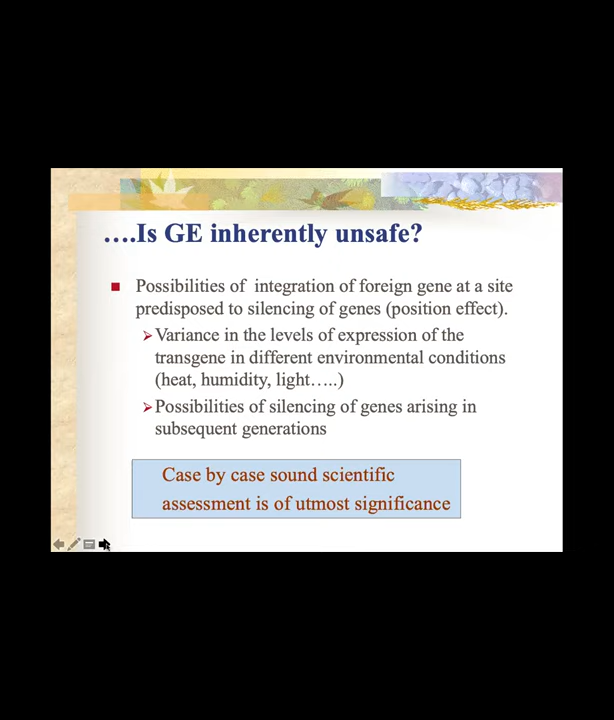 ....Is GE inherently unsafe?
Possibilities of integration of foreign gene at a site
predisposed to silencing of genes (position effect).
Variance in the levels of expression of the
transgene in different environmental conditions
(heat, humidity, light…..)
Possibilities of silencing of genes arising in
subsequent generations
Case by case sound scientific
assessment is of utmost significance